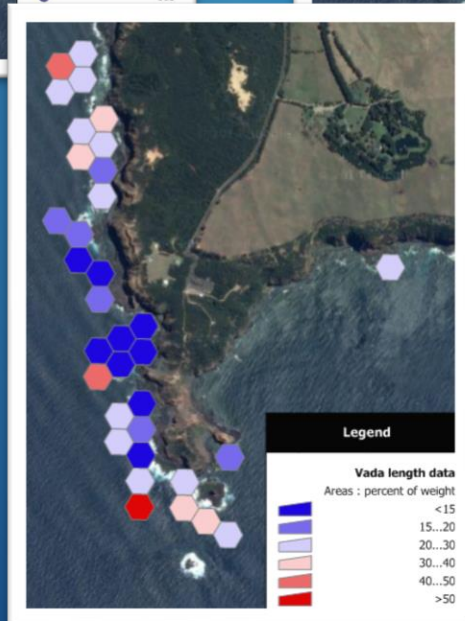 Legend
Vada length data
Areas : percent of weight
<15
15...20
20...30
30...40
40...50
>50